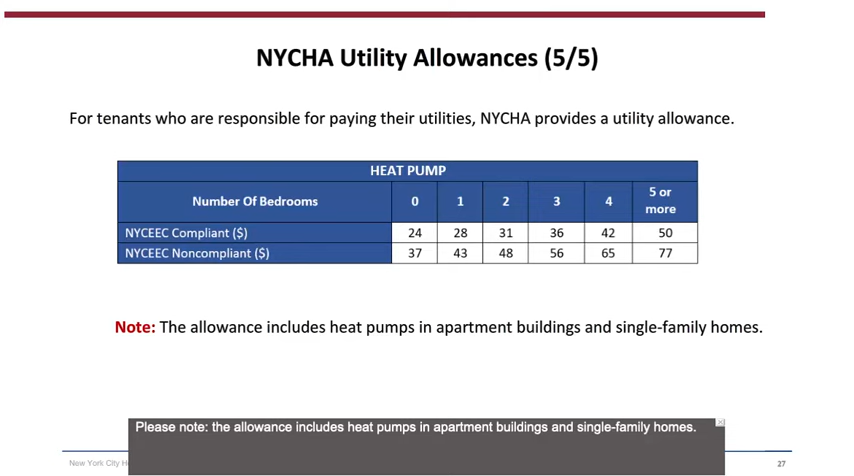 NYCHA Utility Allowances (5/5)
For tenants who are responsible for paying their utilities, NYCHA provides a utility allowance.
HEAT PUMP
Number Of Bedrooms 0 1 2 3 4 5 or more
NYCEEC Compliant ($) 24 28 31 36 42 50
NYCEEC Noncompliant ($) 37 43 48 56 65 77
Note: The allowance includes heat pumps in apartment buildings and single-family homes.
Please note: the allowance includes heat pumps in apartment buildings and single-family homes.
New York City 27